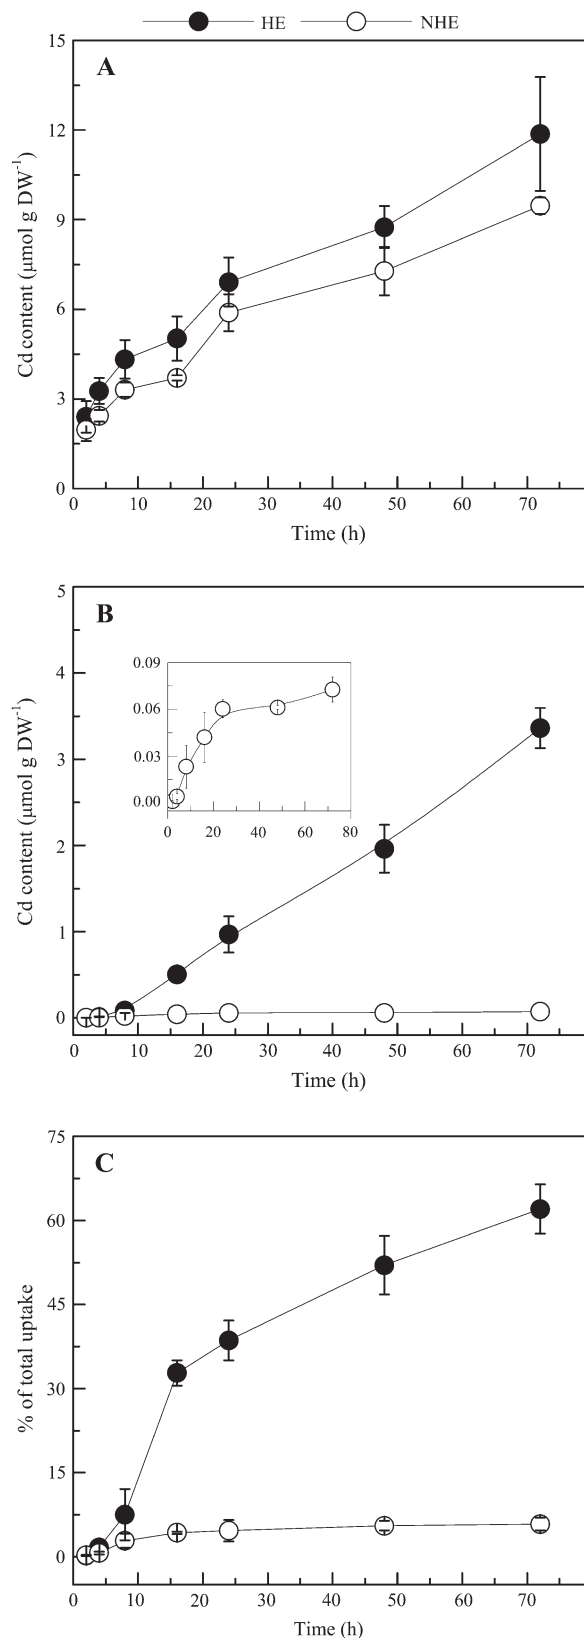 HE NHE
A
15
12
9
6
3
0
Cd content (μmol g DW⁻¹)
0 10 20 30 40 50 60 70
Time (h)
B
5
4
3
2
1
0
Cd content (μmol g DW⁻¹)
0.09
0.06
0.03
0.00
0 20 40 60 80
0 10 20 30 40 50 60 70
Time (h)
C
75
60
45
30
15
0
% of total uptake
0 10 20 30 40 50 60 70
Time (h)